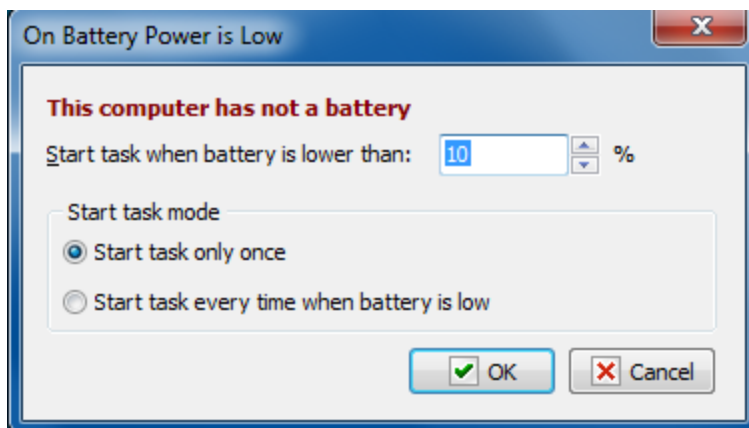 On Battery Power is Low
This computer has not a battery
Start task when battery is lower than: 10 %
Start task mode
Start task only once
Start task every time when battery is low
OK Cancel